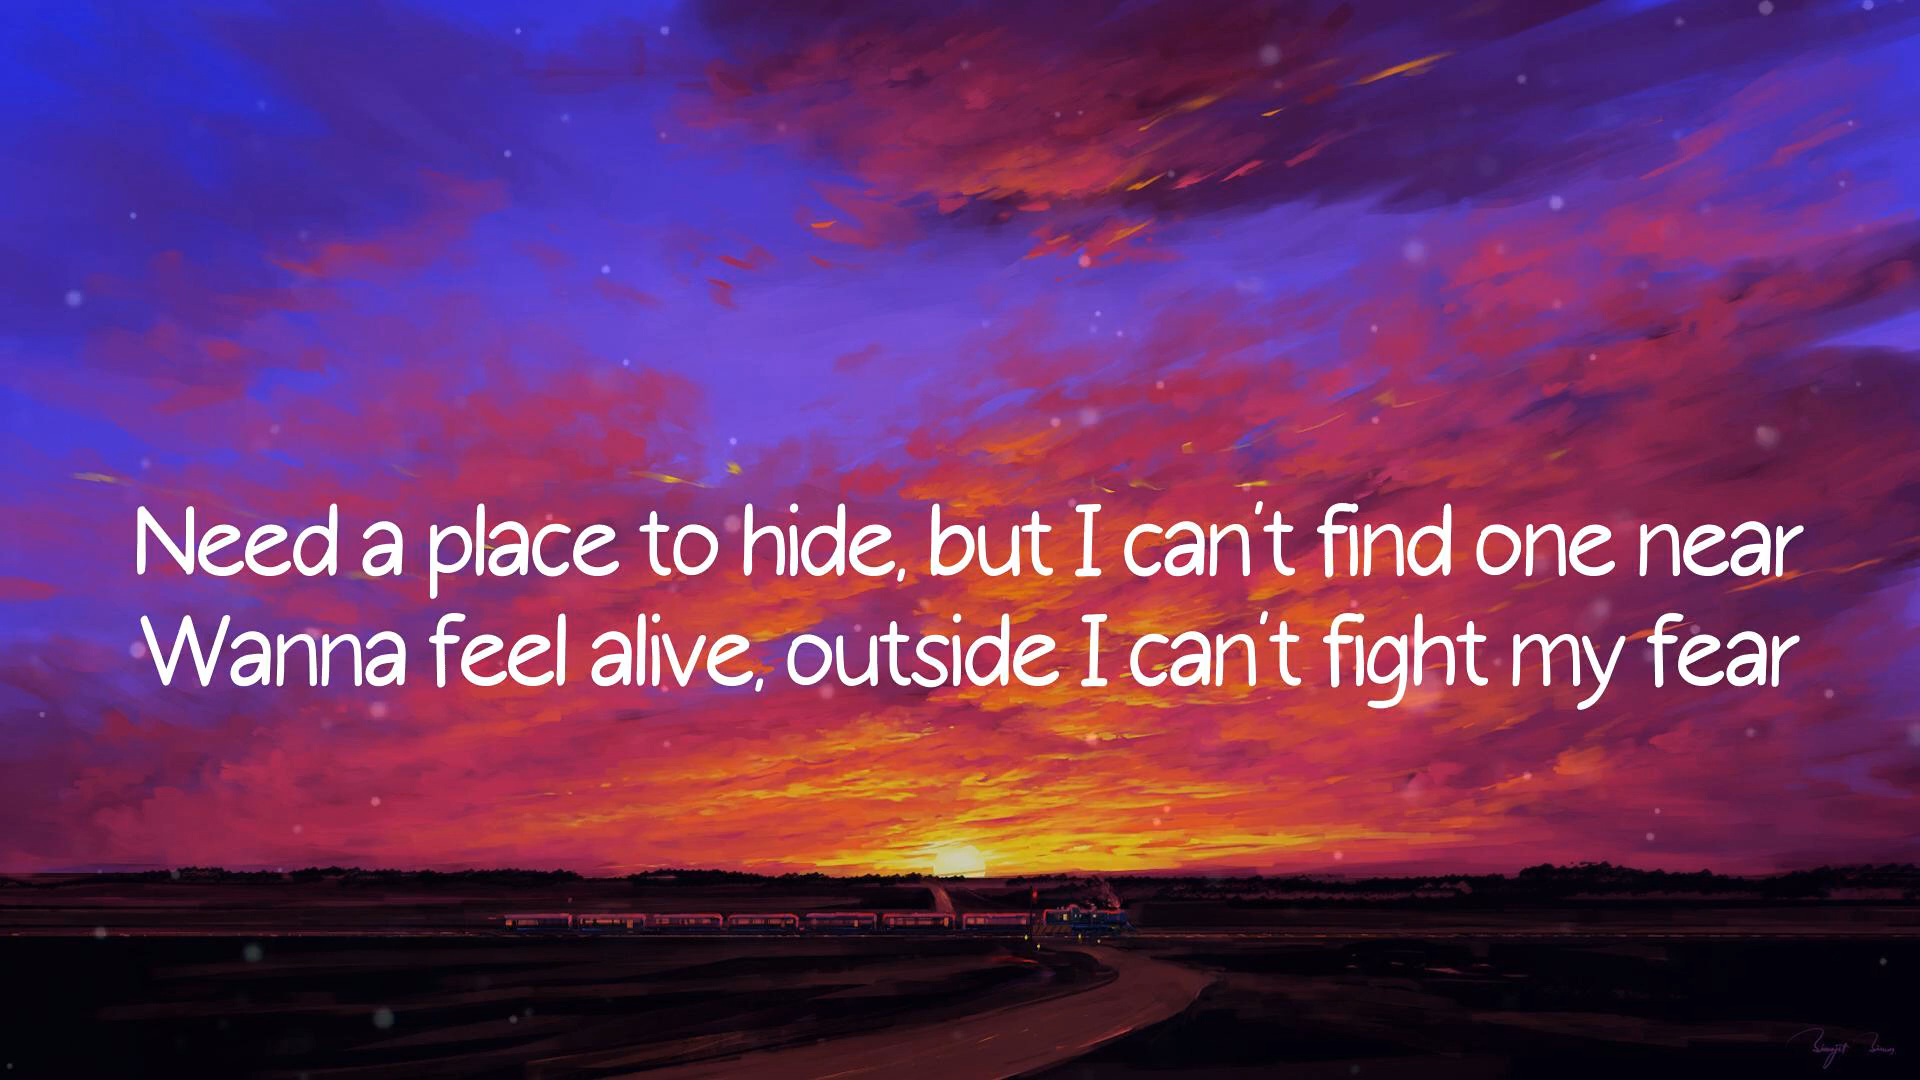 Need a place to hide, but I can't find one near
Wanna feel alive, outside I can't fight my fear